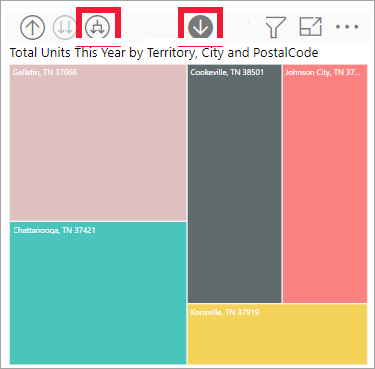 Total Units This Year by Territory, City and PostalCode
Gallatin, TN 37066
Cookeville, TN 38501
Johnson City, TN 37...
Chattanooga, TN 37421
Knoxville, TN 37919